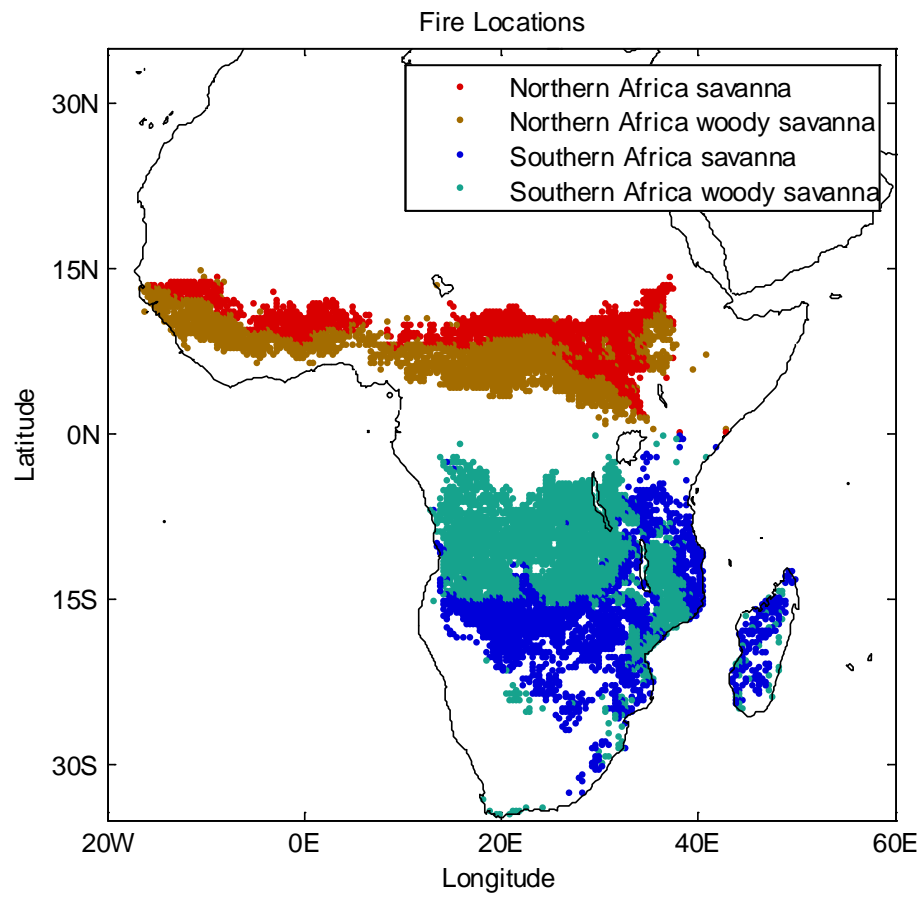 Fire Locations
Northern Africa savanna
Northern Africa woody savanna
Southern Africa savanna
Southern Africa woody savanna
30N
15N
0N
15S
30S
Latitude
20W 0E 20E 40E 60E
Longitude